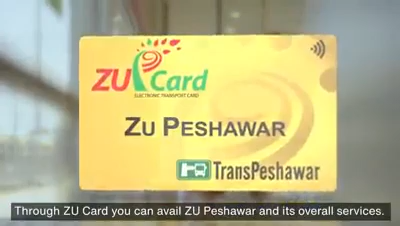 ZU Card
ELECTRONIC TRANSPORT CARD
ZU PESHAWAR
TransPeshawar
Through ZU Card you can avail ZU Peshawar and its overall services.